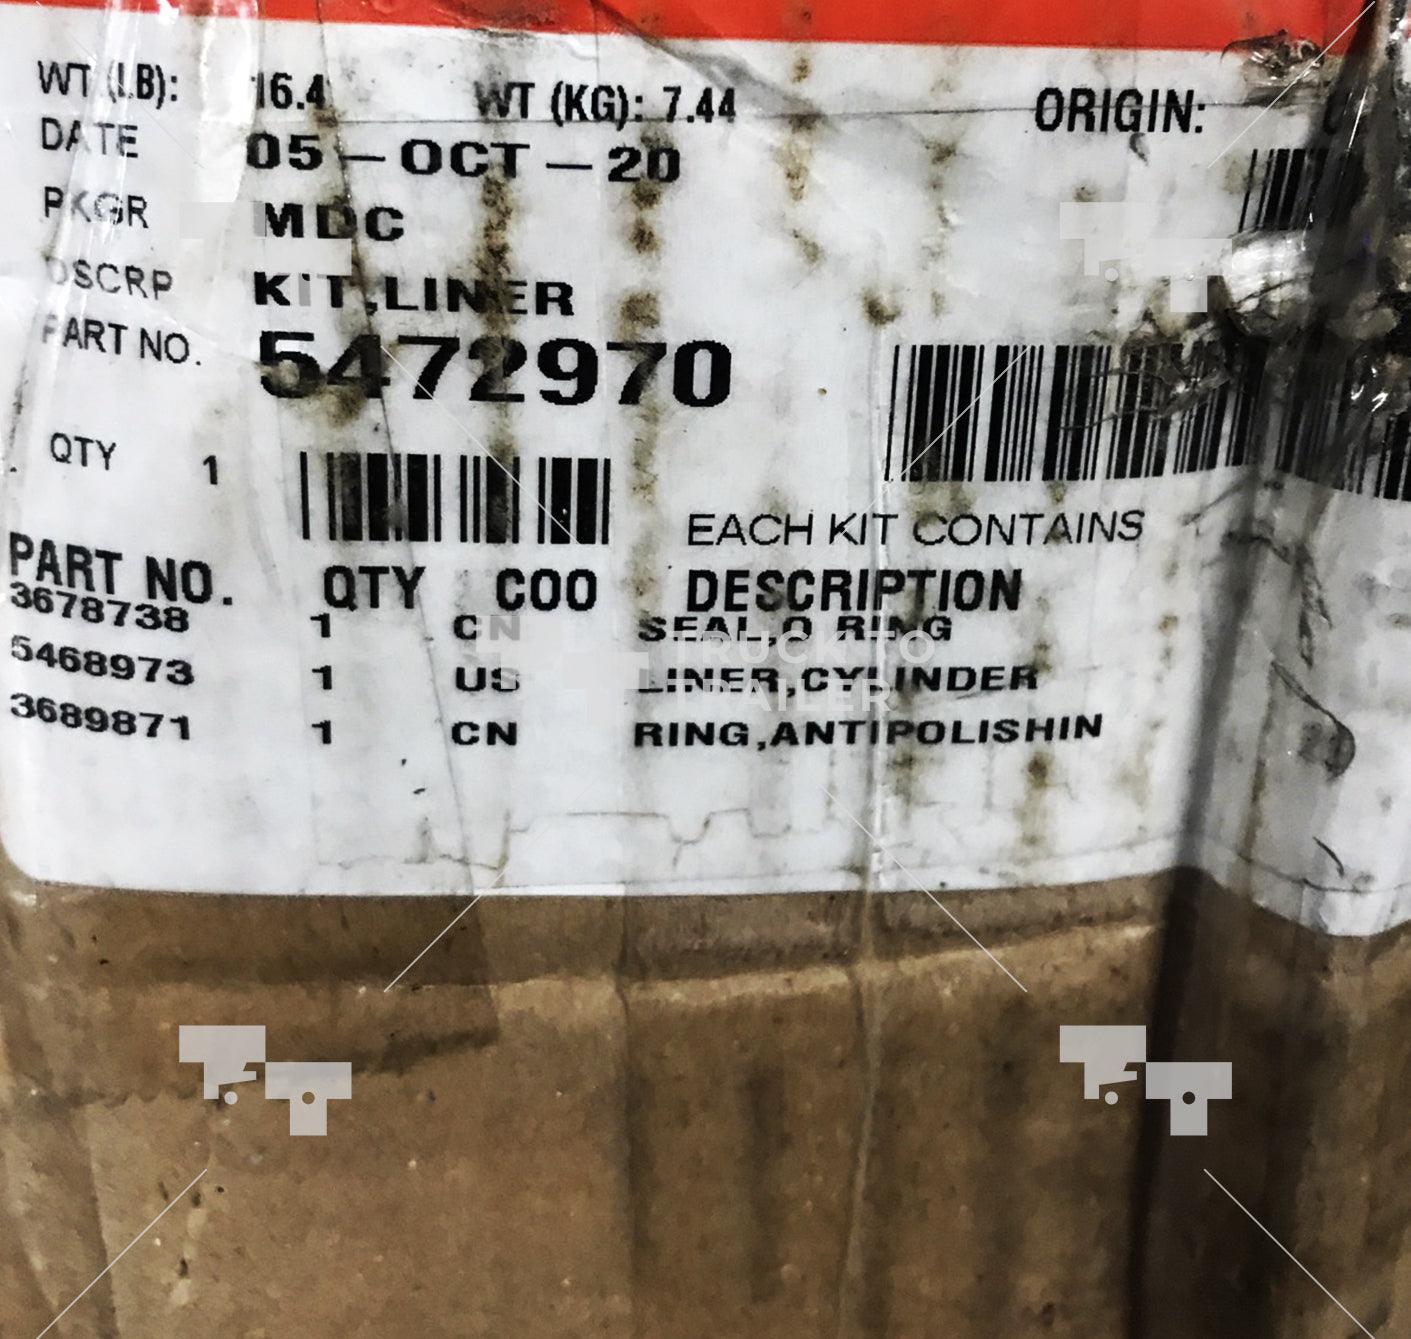 WT (LB): 16.4 WT (KG): 7.44 ORIGIN:
DATE 05-OCT-20
PKGR MDC
DSCRP KIT,LINER
PART NO. 5472970
QTY 1
EACH KIT CONTAINS
PART NO. QTY COO DESCRIPTION
3678738 1 CN SEAL,O RING
5468973 1 US LINER,CYLINDER
3689871 1 CN RING,ANTIPOLISHIN
TRUCK TO
TRAILER